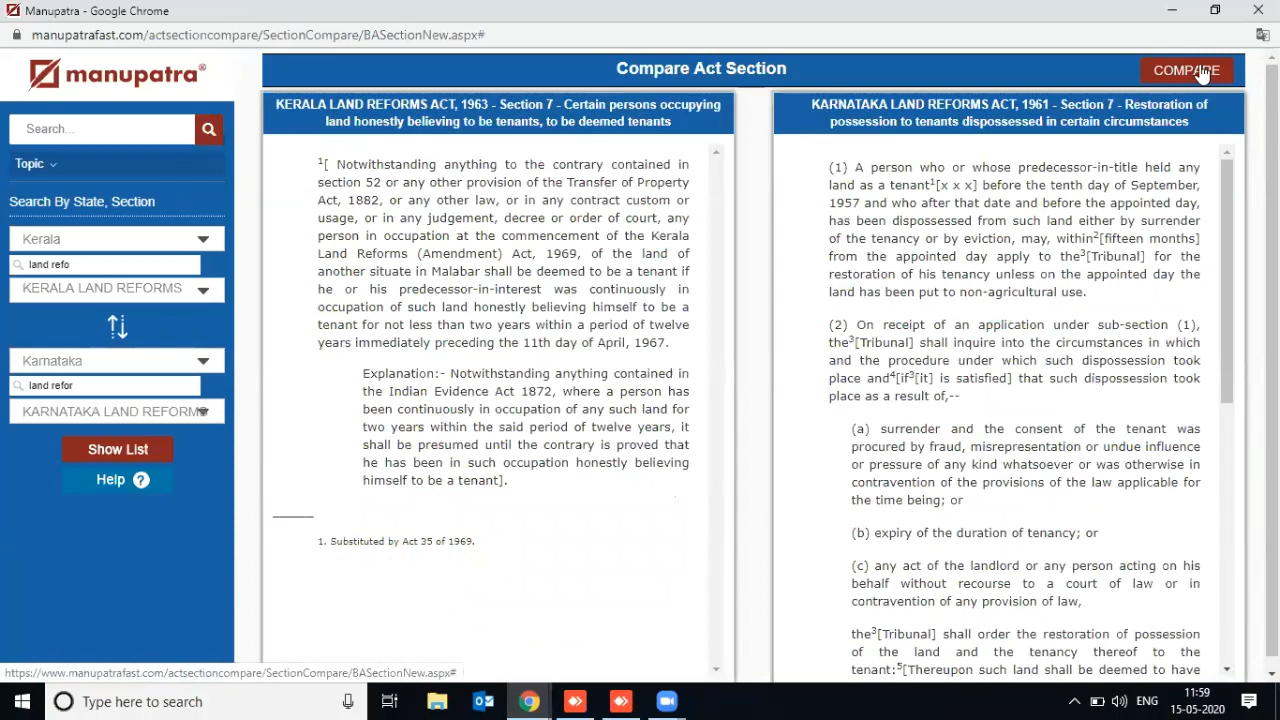 Manupatra - Google Chrome
manupatrafast.com/actsectioncompare/SectionCompare/BASectionNew.aspx#
manupatra®
Search...
Topic
Search By State, Section
Kerala
land refo
KERALA LAND REFORMS
Karnataka
land refor
KARNATAKA LAND REFORMS
Show List
Help ?
Compare Act Section
COMPARE
KERALA LAND REFORMS ACT, 1963 - Section 7 - Certain persons occupying
land honestly believing to be tenants, to be deemed tenants
1[ Notwithstanding anything to the contrary contained in
section 52 or any other provision of the Transfer of Property
Act, 1882, or any other law, or in any contract custom or
usage, or in any judgement, decree or order of court, any
person in occupation at the commencement of the Kerala
Land Reforms (Amendment) Act, 1969, of the land of
another situate in Malabar shall be deemed to be a tenant if
he or his predecessor-in-interest was continuously in
occupation of such land honestly believing himself to be a
tenant for not less than two years within a period of twelve
years immediately preceding the 11th day of April, 1967.
Explanation:- Notwithstanding anything contained in
the Indian Evidence Act 1872, where a person has
been continuously in occupation of any such land for
two years within the said period of twelve years, it
shall be presumed until the contrary is proved that
he has been in such occupation honestly believing
himself to be a tenant].
1. Substituted by Act 35 of 1969.
KARNATAKA LAND REFORMS ACT, 1961 - Section 7 - Restoration of
possession to tenants dispossessed in certain circumstances
(1) A person who or whose predecessor-in-title held any
land as a tenant1[x x x] before the tenth day of September,
1957 and who after that date and before the appointed day,
has been dispossessed from such land either by surrender
of the tenancy or by eviction, may, within2[fifteen months]
from the appointed day apply to the3[Tribunal] for the
restoration of his tenancy unless on the appointed day the
land has been put to non-agricultural use.
(2) On receipt of an application under sub-section (1),
the3[Tribunal] shall inquire into the circumstances in which
and the procedure under which such dispossession took
place and4[if3[it] is satisfied] that such dispossession took
place as a result of,--
(a) surrender and the consent of the tenant was
procured by fraud, misrepresentation or undue influence
or pressure of any kind whatsoever or was otherwise in
contravention of the provisions of the law applicable for
the time being; or
(b) expiry of the duration of tenancy; or
(c) any act of the landlord or any person acting on his
behalf without recourse to a court of law or in
contravention of any provision of law,
the3[Tribunal] shall order the restoration of possession
of the land and the tenancy thereof to the
tenant:5[Thereupon such land shall be deemed to have
https://www.manupatrafast.com/actsectioncompare/SectionCompare/BASectionNew.aspx#
Type here to search
ENG
11:59
15-05-2020